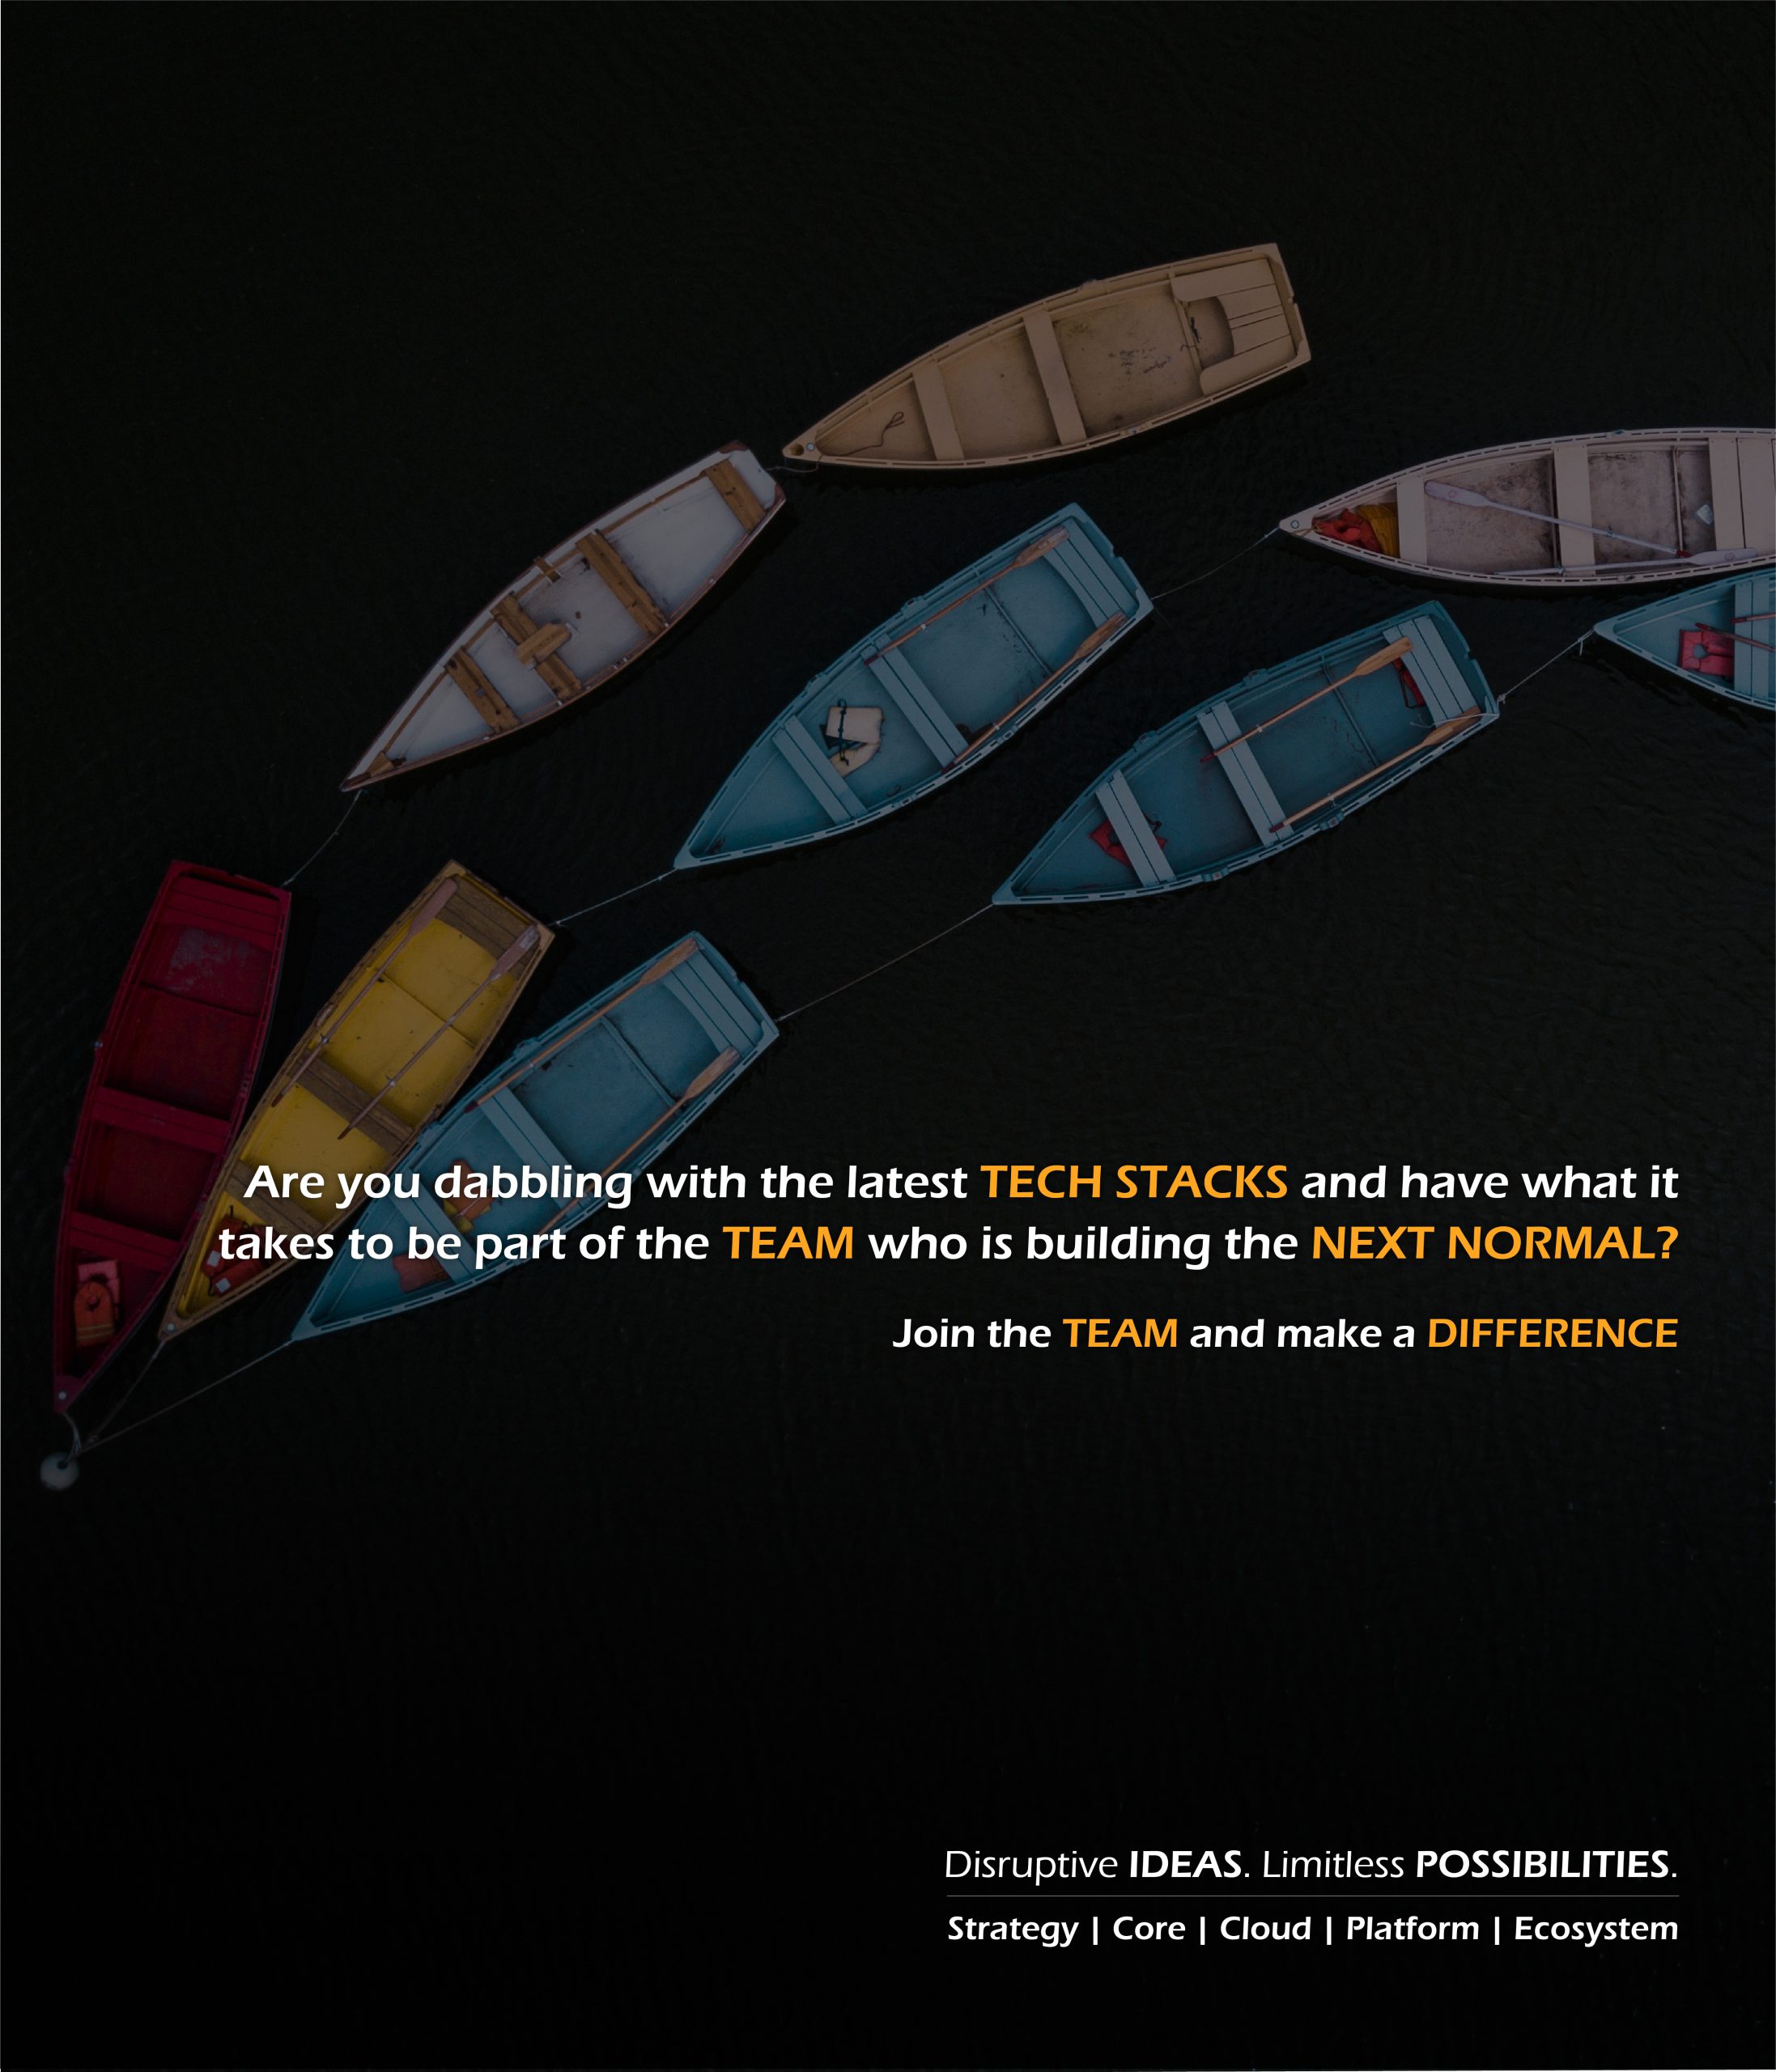 Are you dabbling with the latest TECH STACKS and have what it
takes to be part of the TEAM who is building the NEXT NORMAL?
Join the TEAM and make a DIFFERENCE
Disruptive IDEAS. Limitless POSSIBILITIES.
Strategy | Core | Cloud | Platform | Ecosystem